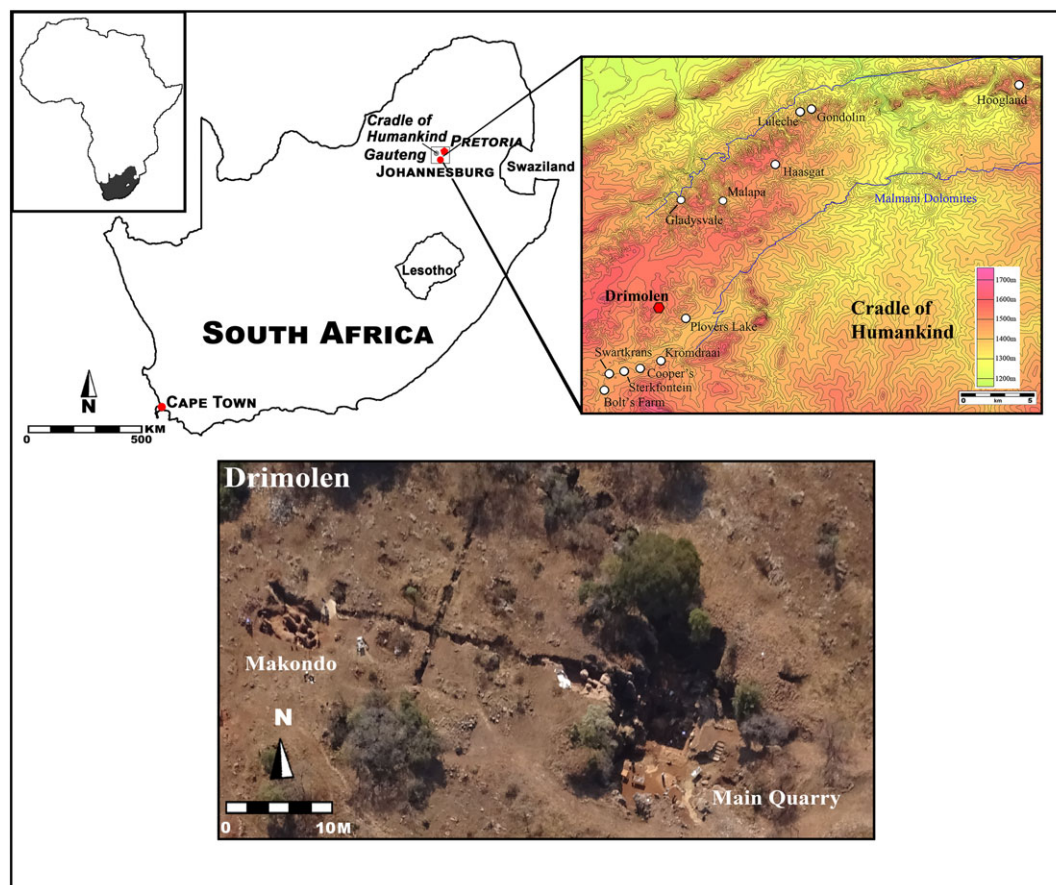 Cradle of
Humankind
PRETORIA
Gauteng
JOHANNESBURG
Swaziland
Lesotho
SOUTH AFRICA
N
CAPE TOWN
0 500 KM
Hoogland
Luleche
Gondolin
Haasgat
Malapa
Gladysvale
Malmani Dolomites
Drimolen
Plovers Lake
Swartkrans
Kromdraai
Cooper's
Sterkfontein
Bolt's Farm
Cradle of
Humankind
1700m
1600m
1500m
1400m
1300m
1200m
0 km 5
Drimolen
Makondo
N
0 10M
Main Quarry